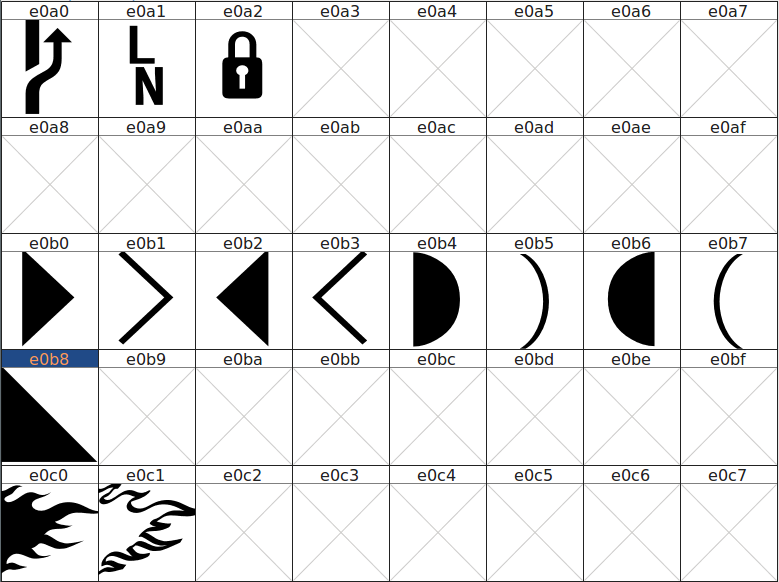 e0a0 e0a1 e0a2 e0a3 e0a4 e0a5 e0a6 e0a7
L
N
e0a8 e0a9 e0aa e0ab e0ac e0ad e0ae e0af
e0b0 e0b1 e0b2 e0b3 e0b4 e0b5 e0b6 e0b7
e0b8 e0b9 e0ba e0bb e0bc e0bd e0be e0bf
e0c0 e0c1 e0c2 e0c3 e0c4 e0c5 e0c6 e0c7